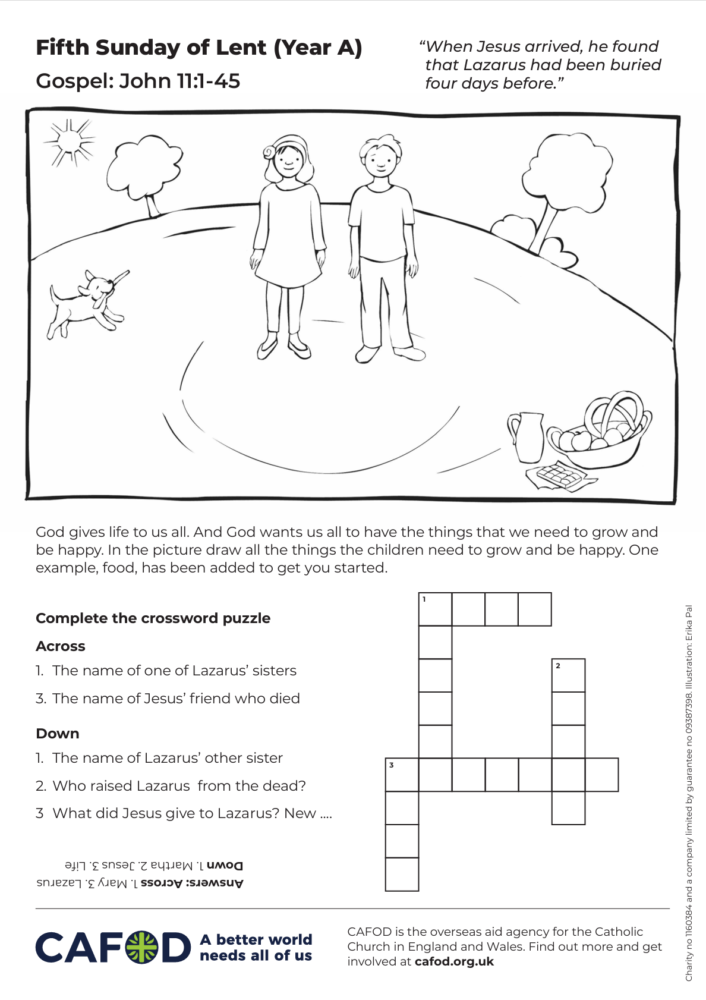 Fifth Sunday of Lent (Year A)
Gospel: John 11:1-45
“When Jesus arrived, he found
that Lazarus had been buried
four days before.”
God gives life to us all. And God wants us all to have the things that we need to grow and
be happy. In the picture draw all the things the children need to grow and be happy. One
example, food, has been added to get you started.
Complete the crossword puzzle
Across
1. The name of one of Lazarus’ sisters
3. The name of Jesus’ friend who died
Down
1. The name of Lazarus’ other sister
2. Who raised Lazarus  from the dead?
3 What did Jesus give to Lazarus? New ....
Answers: Across 1. Mary 3. Lazarus
Down 1. Martha 2. Jesus 3. Life
1
2
3
CAFOD
A better world
needs all of us
CAFOD is the overseas aid agency for the Catholic
Church in England and Wales. Find out more and get
involved at cafod.org.uk
Charity no 1160384 and a company limited by guarantee no 09387398. Illustration: Erika Pal